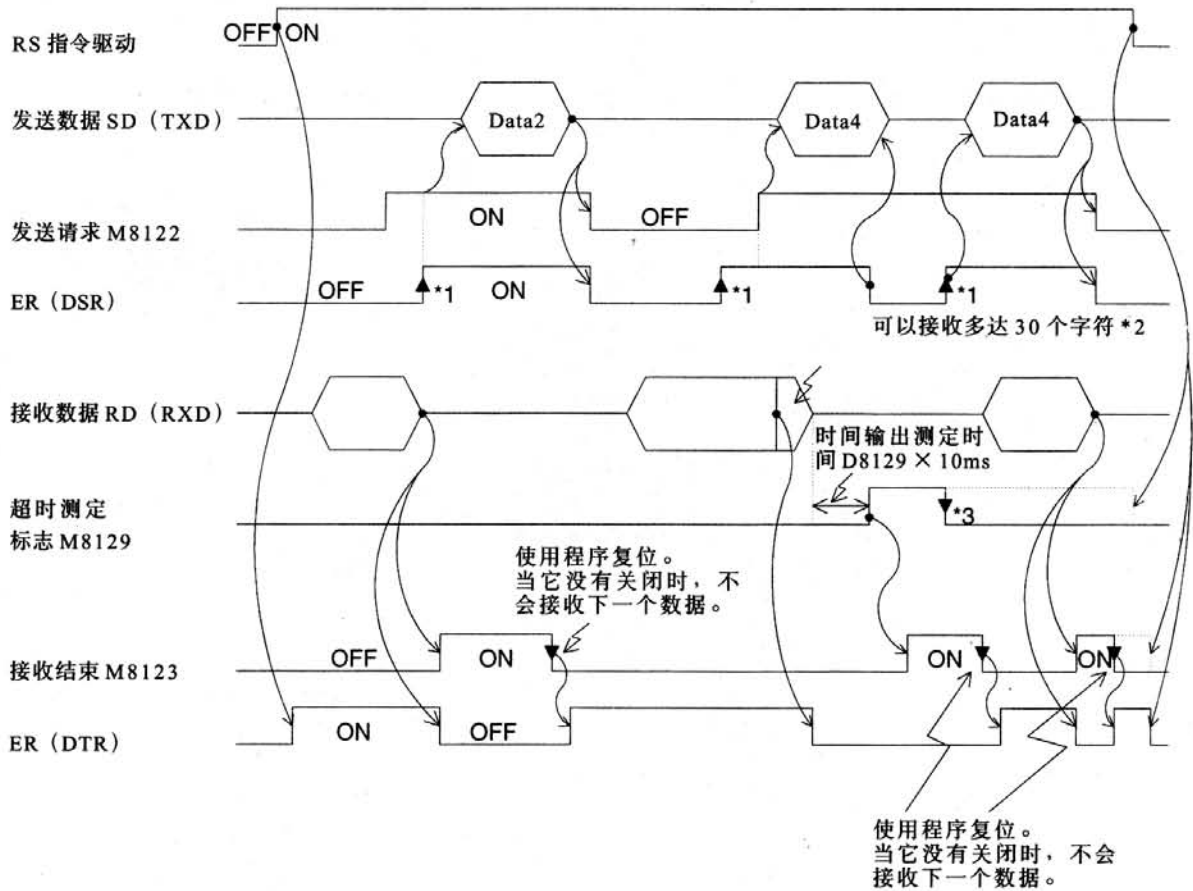 RS 指令驱动
OFF ON
发送数据 SD（TXD）
Data2
Data4
Data4
发送请求 M8122
ON
OFF
ER（DSR）
OFF
*1
ON
*1
*1
可以接收多达 30 个字符 *2
接收数据 RD（RXD）
时间输出测定时
间 D8129 × 10ms
超时测定
标志 M8129
*3
使用程序复位。
当它没有关闭时，不
会接收下一个数据。
接收结束 M8123
OFF
ON
ON
ON
ER（DTR）
ON
OFF
使用程序复位。
当它没有关闭时，不会
接收下一个数据。